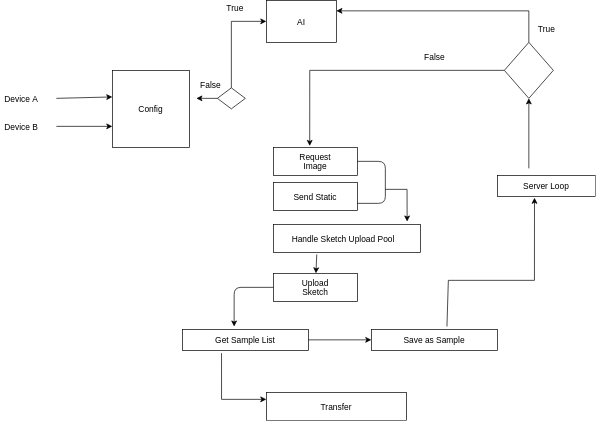 True
AI
True
False
False
Device A
Config
Device B
Request
Image
Server Loop
Send Static
Handle Sketch Upload Pool
Upload
Sketch
Get Sample List
Save as Sample
Transfer